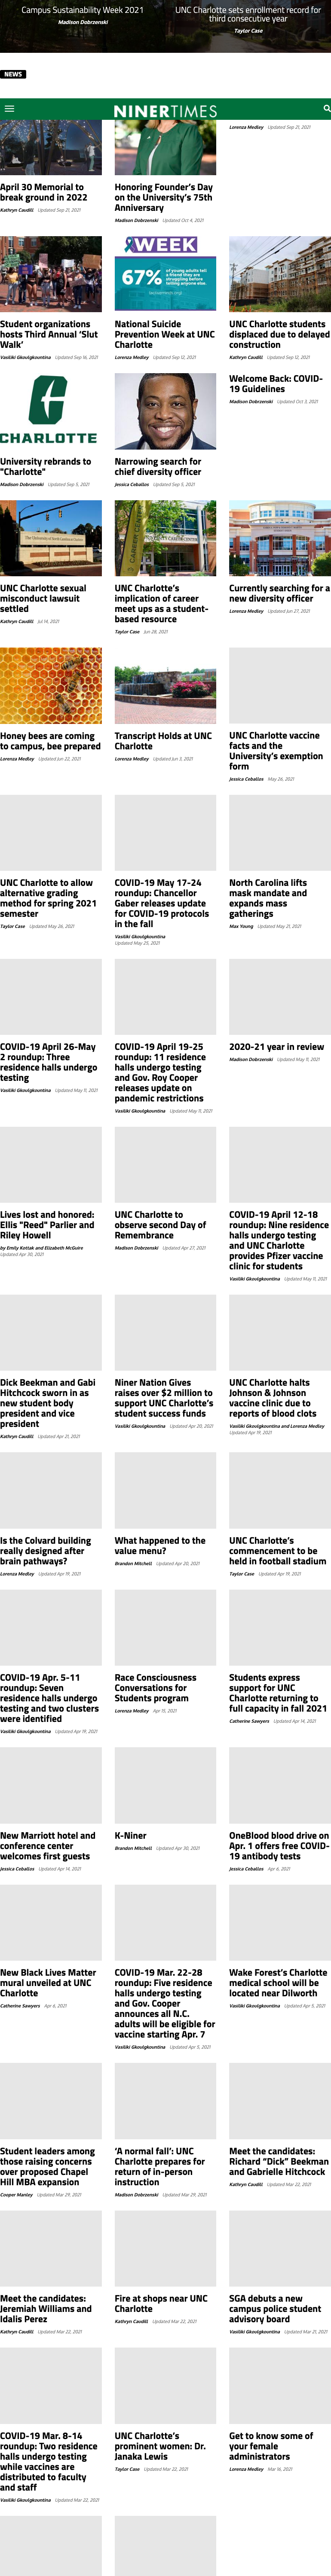 Campus Sustainability Week 2021
Madison Dobrzenski
UNC Charlotte sets enrollment record for
third consecutive year
Taylor Case
NEWS
NINERTIMES
Lorenza Medley Updated Sep 21, 2021
April 30 Memorial to
break ground in 2022
Kathryn Caudill Updated Sep 21, 2021
Honoring Founder’s Day
on the University’s 75th
Anniversary
Madison Dobrzenski Updated Oct 4, 2021
WEEK
67%
Student organizations
hosts Third Annual ‘Slut
Walk’
Vasiliki Gkoulgkountina Updated Sep 16, 2021
National Suicide
Prevention Week at UNC
Charlotte
Lorenza Medley Updated Sep 12, 2021
UNC Charlotte students
displaced due to delayed
construction
Kathryn Caudill Updated Sep 12, 2021
CHARLOTTE
University rebrands to
"Charlotte"
Madison Dobrzenski Updated Sep 5, 2021
Narrowing search for
chief diversity officer
Jessica Ceballos Updated Sep 5, 2021
Welcome Back: COVID-
19 Guidelines
Madison Dobrzenski Updated Oct 3, 2021
UNC Charlotte sexual
misconduct lawsuit
settled
Kathryn Caudill Jul 14, 2021
UNC Charlotte’s
implication of career
meet ups as a student-
based resource
Taylor Case Jun 28, 2021
Currently searching for a
new diversity officer
Lorenza Medley Updated Jun 27, 2021
Honey bees are coming
to campus, bee prepared
Lorenza Medley Updated Jun 22, 2021
Transcript Holds at UNC
Charlotte
Lorenza Medley Updated Jun 3, 2021
UNC Charlotte vaccine
facts and the
University’s exemption
form
Jessica Ceballos May 26, 2021
UNC Charlotte to allow
alternative grading
method for spring 2021
semester
Taylor Case Updated May 26, 2021
COVID-19 May 17-24
roundup: Chancellor
Gaber releases update
for COVID-19 protocols
in the fall
Vasiliki Gkoulgkountina
Updated May 25, 2021
North Carolina lifts
mask mandate and
expands mass
gatherings
Max Young Updated May 21, 2021
COVID-19 April 26-May
2 roundup: Three
residence halls undergo
testing
Vasiliki Gkoulgkountina Updated May 11, 2021
COVID-19 April 19-25
roundup: 11 residence
halls undergo testing
and Gov. Roy Cooper
releases update on
pandemic restrictions
Vasiliki Gkoulgkountina Updated May 11, 2021
2020-21 year in review
Madison Dobrzenski Updated May 11, 2021
Lives lost and honored:
Ellis "Reed" Parlier and
Riley Howell
by Emily Kottak and Elizabeth McGuire
Updated Apr 30, 2021
UNC Charlotte to
observe second Day of
Remembrance
Madison Dobrzenski Updated Apr 27, 2021
COVID-19 April 12-18
roundup: Nine residence
halls undergo testing
and UNC Charlotte
provides Pfizer vaccine
clinic for students
Vasiliki Gkoulgkountina Updated May 11, 2021
Dick Beekman and Gabi
Hitchcock sworn in as
new student body
president and vice
president
Kathryn Caudill Updated Apr 21, 2021
Niner Nation Gives
raises over $2 million to
support UNC Charlotte’s
student success funds
Vasiliki Gkoulgkountina Updated Apr 20, 2021
UNC Charlotte halts
Johnson & Johnson
vaccine clinic due to
reports of blood clots
Vasiliki Gkoulgkountina and Lorenza Medley
Updated Apr 19, 2021
Is the Colvard building
really designed after
brain pathways?
Lorenza Medley Updated Apr 19, 2021
What happened to the
value menu?
Brandon Mitchell Updated Apr 20, 2021
UNC Charlotte’s
commencement to be
held in football stadium
Taylor Case Updated Apr 19, 2021
COVID-19 Apr. 5-11
roundup: Seven
residence halls undergo
testing and two clusters
were identified
Vasiliki Gkoulgkountina Updated Apr 19, 2021
Race Consciousness
Conversations for
Students program
Lorenza Medley Apr 15, 2021
Students express
support for UNC
Charlotte returning to
full capacity in fall 2021
Catherine Sawyers Updated Apr 14, 2021
New Marriott hotel and
conference center
welcomes first guests
Jessica Ceballos Updated Apr 14, 2021
K-Niner
Brandon Mitchell Updated Apr 30, 2021
OneBlood blood drive on
Apr. 1 offers free COVID-
19 antibody tests
Jessica Ceballos Apr 6, 2021
New Black Lives Matter
mural unveiled at UNC
Charlotte
Catherine Sawyers Apr 6, 2021
COVID-19 Mar. 22-28
roundup: Five residence
halls undergo testing
and Gov. Cooper
announces all N.C.
adults will be eligible for
vaccine starting Apr. 7
Vasiliki Gkoulgkountina Updated Apr 5, 2021
Wake Forest’s Charlotte
medical school will be
located near Dilworth
Vasiliki Gkoulgkountina Updated Apr 5, 2021
Student leaders among
those raising concerns
over proposed Chapel
Hill MBA expansion
Cooper Manley Updated Mar 29, 2021
‘A normal fall’: UNC
Charlotte prepares for
return of in-person
instruction
Madison Dobrzenski Updated Mar 29, 2021
Meet the candidates:
Richard “Dick” Beekman
and Gabrielle Hitchcock
Kathryn Caudill Updated Mar 22, 2021
Meet the candidates:
Jeremiah Williams and
Idalis Perez
Kathryn Caudill Updated Mar 22, 2021
Fire at shops near UNC
Charlotte
Kathryn Caudill Updated Mar 22, 2021
SGA debuts a new
campus police student
advisory board
Vasiliki Gkoulgkountina Updated Mar 21, 2021
COVID-19 Mar. 8-14
roundup: Two residence
halls undergo testing
while vaccines are
distributed to faculty
and staff
Vasiliki Gkoulgkountina Updated Mar 22, 2021
UNC Charlotte’s
prominent women: Dr.
Janaka Lewis
Taylor Case Updated Mar 22, 2021
Get to know some of
your female
administrators
Lorenza Medley Mar 16, 2021